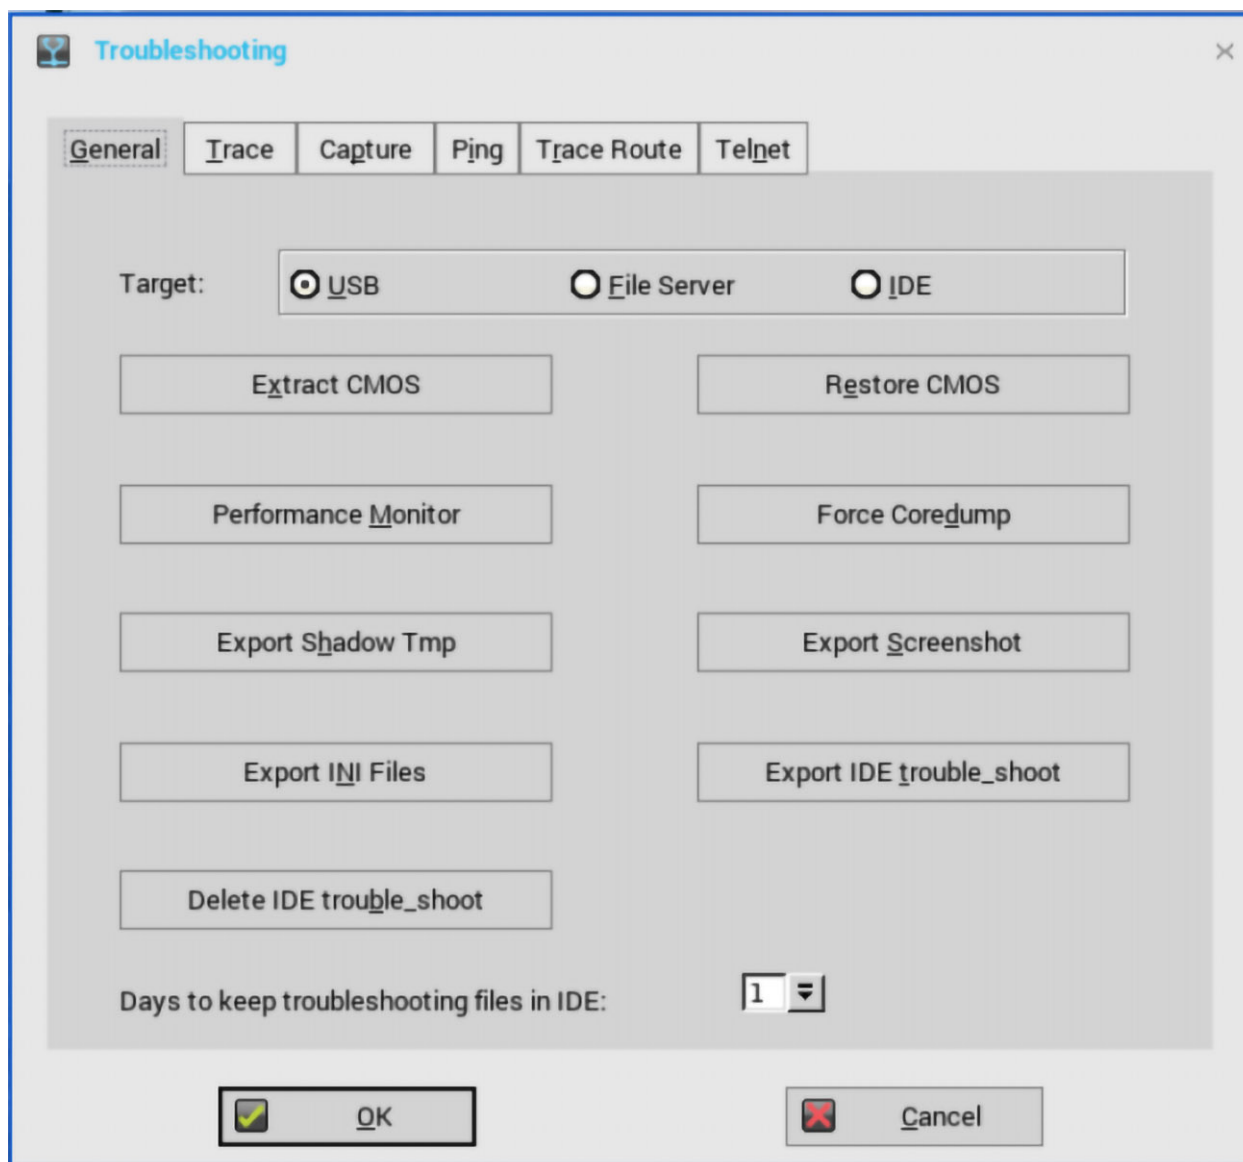 Troubleshooting
General Trace Capture Ping Trace Route Telnet
Target: USB File Server IDE
Extract CMOS Restore CMOS
Performance Monitor Force Coredump
Export Shadow Tmp Export Screenshot
Export INI Files Export IDE trouble_shoot
Delete IDE trouble_shoot
Days to keep troubleshooting files in IDE: 1
OK Cancel